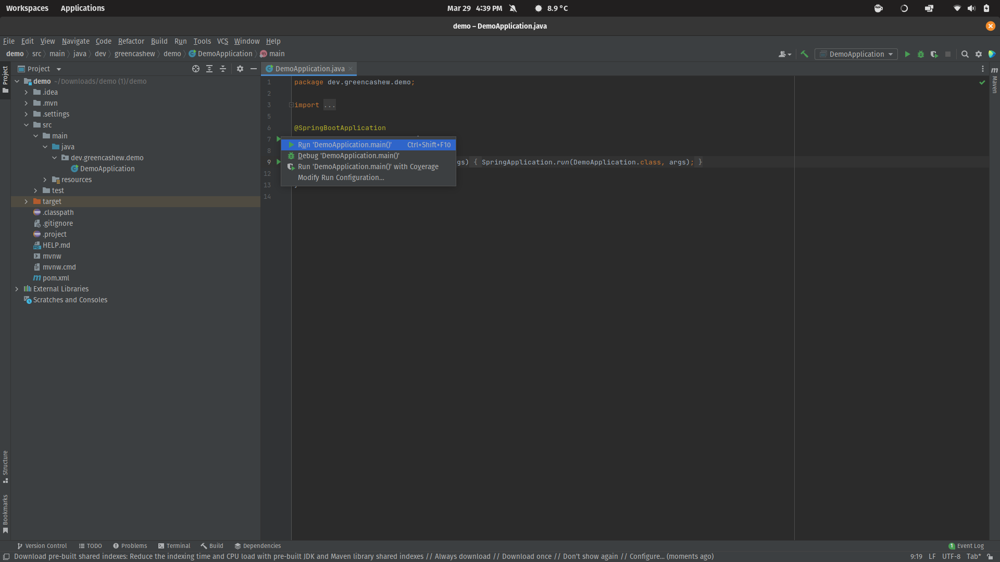 Workspaces Applications Mar 29 4:39 PM 8.9 °C
demo – DemoApplication.java
File Edit View Navigate Code Refactor Build Run Tools VCS Window Help
demo src main java dev greencashew demo DemoApplication main DemoApplication
Project
Project
DemoApplication.java
Maven
demo ~/Downloads/demo (1)/demo
.idea
.mvn
.settings
src
main
java
dev.greencashew.demo
DemoApplication
resources
test
target
.classpath
.gitignore
.project
HELP.md
mvnw
mvnw.cmd
pom.xml
External Libraries
Scratches and Consoles
1 package dev.greencashew.demo;
2
3 import ...
5
6 @SpringBootApplication
7
8
9 gs) { SpringApplication.run(DemoApplication.class, args); }
12
13
14
Run 'DemoApplication.main()' Ctrl+Shift+F10
Debug 'DemoApplication.main()'
Run 'DemoApplication.main()' with Coverage
Modify Run Configuration...
Structure
Bookmarks
Version Control TODO Problems Terminal Build Dependencies 1 Event Log
Download pre-built shared indexes: Reduce the indexing time and CPU load with pre-built JDK and Maven library shared indexes // Always download // Download once // Don't show again // Configure... (moments ago) 9:19 LF UTF-8 Tab*